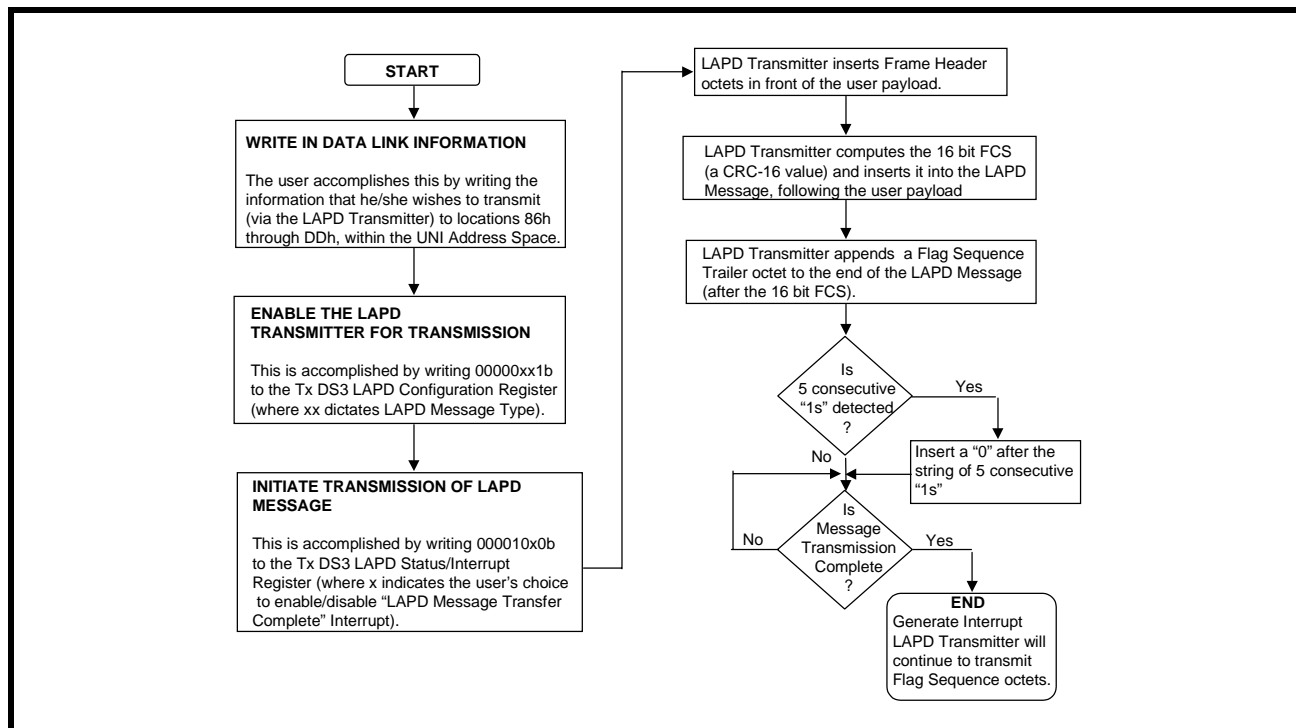 START
WRITE IN DATA LINK INFORMATION
The user accomplishes this by writing the
information that he/she wishes to transmit
(via the LAPD Transmitter) to locations 86h
through DDh, within the UNI Address Space.
ENABLE THE LAPD
TRANSMITTER FOR TRANSMISSION
This is accomplished by writing 00000xx1b
to the Tx DS3 LAPD Configuration Register
(where xx dictates LAPD Message Type).
INITIATE TRANSMISSION OF LAPD
MESSAGE
This is accomplished by writing 000010x0b
to the Tx DS3 LAPD Status/Interrupt
Register (where x indicates the user's choice
to enable/disable “LAPD Message Transfer
Complete” Interrupt).
LAPD Transmitter inserts Frame Header
octets in front of the user payload.
LAPD Transmitter computes the 16 bit FCS
(a CRC-16 value) and inserts it into the LAPD
Message, following the user payload
LAPD Transmitter appends a Flag Sequence
Trailer octet to the end of the LAPD Message
(after the 16 bit FCS).
Is
5 consecutive
“1s” detected
?
Yes
No
Insert a “0” after the
string of 5 consecutive
“1s”
Is
Message
Transmission
Complete
?
No
Yes
END
Generate Interrupt
LAPD Transmitter will
continue to transmit
Flag Sequence octets.